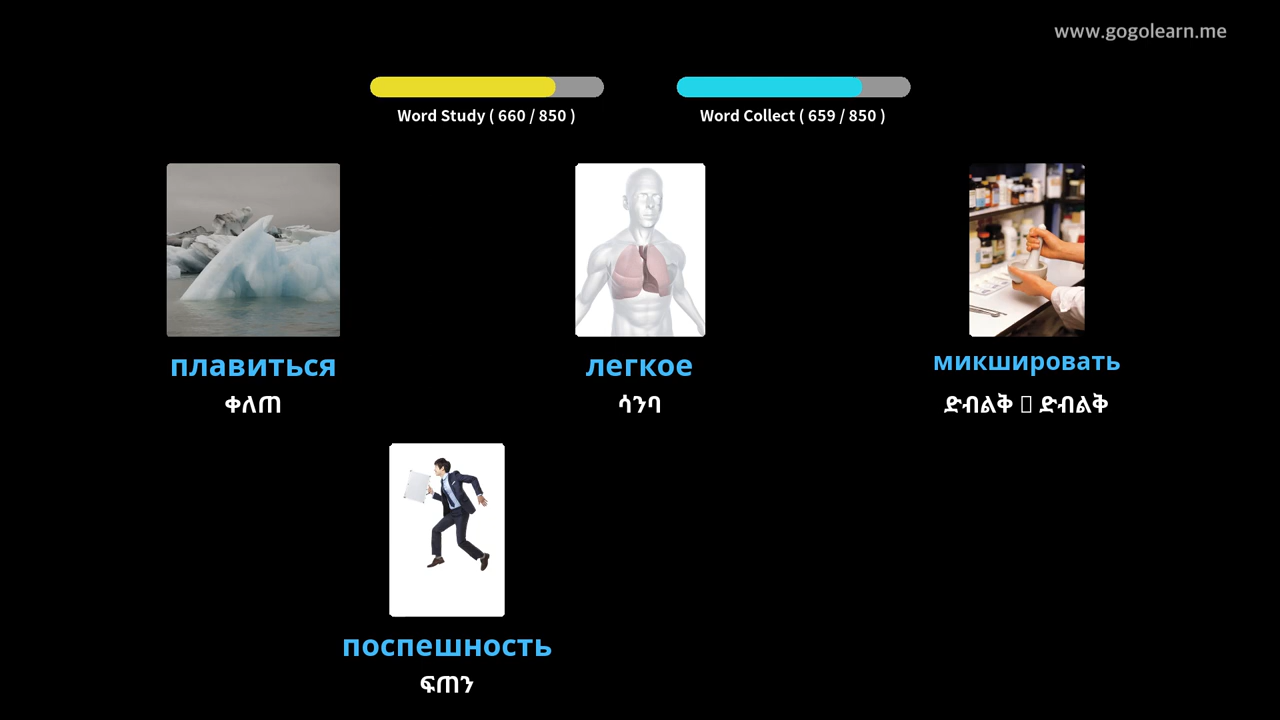 www.gogolearn.me
Word Study ( 660 / 850 )
Word Collect ( 659 / 850 )
плавиться
ቀለጠ
легкое
ሳንባ
микшировать
ድብልቅ ▯ ድብልቅ
поспешность
ፍጠን